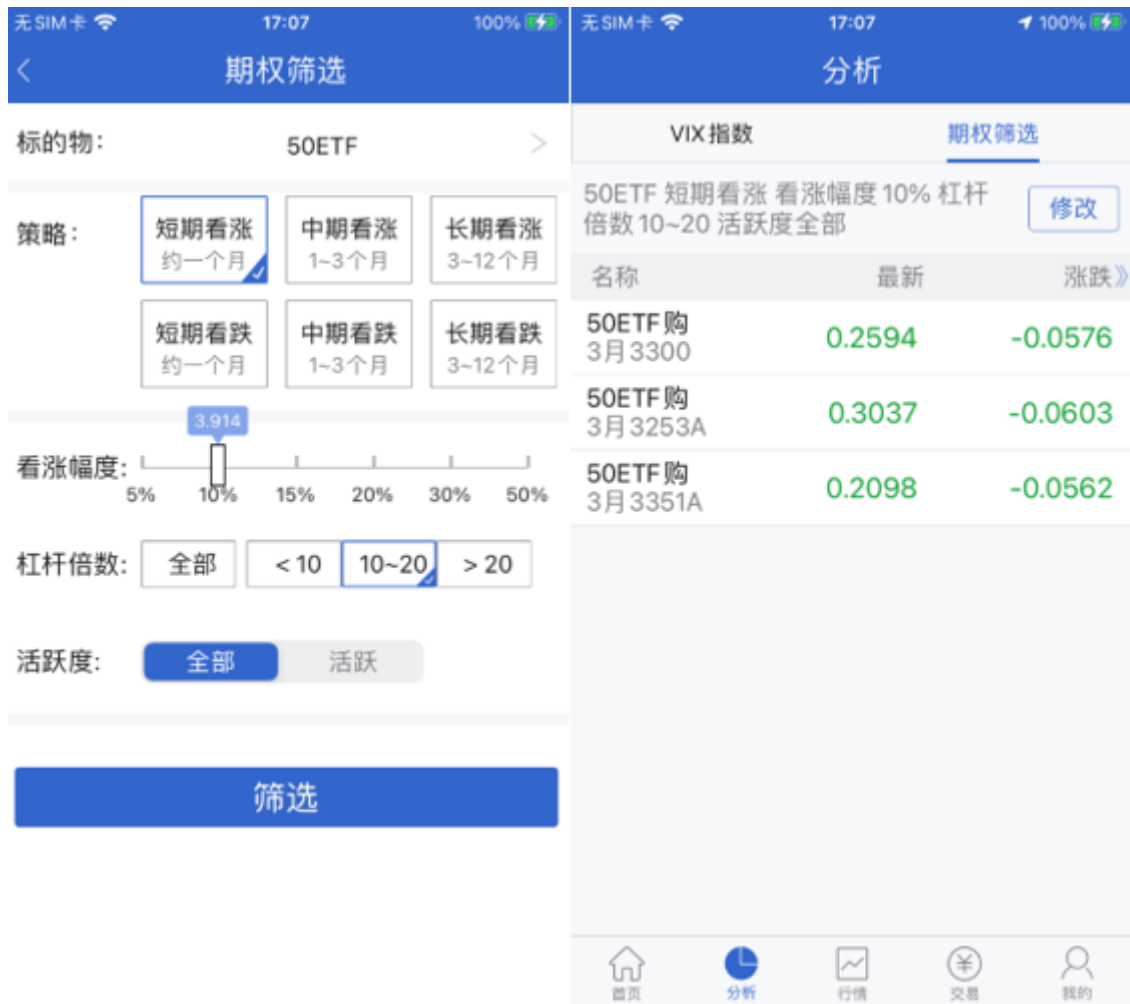 无SIM卡 17:07 100%
期权筛选
标的物: 50ETF >
策略: 短期看涨 中期看涨 长期看涨
约一个月 1~3个月 3~12个月
短期看跌 中期看跌 长期看跌
约一个月 1~3个月 3~12个月
3.914
看涨幅度:
5% 10% 15% 20% 30% 50%
杠杆倍数: 全部 < 10 10~20 > 20
活跃度: 全部 活跃
筛选
无SIM卡 17:07 100%
分析
VIX指数 期权筛选
50ETF 短期看涨 看涨幅度10% 杠杆
倍数10~20 活跃度全部
修改
名称 最新 涨跌》
50ETF购 0.2594 -0.0576
3月3300
50ETF购 0.3037 -0.0603
3月3253A
50ETF购 0.2098 -0.0562
3月3351A
首页 分析 行情 交易 我的